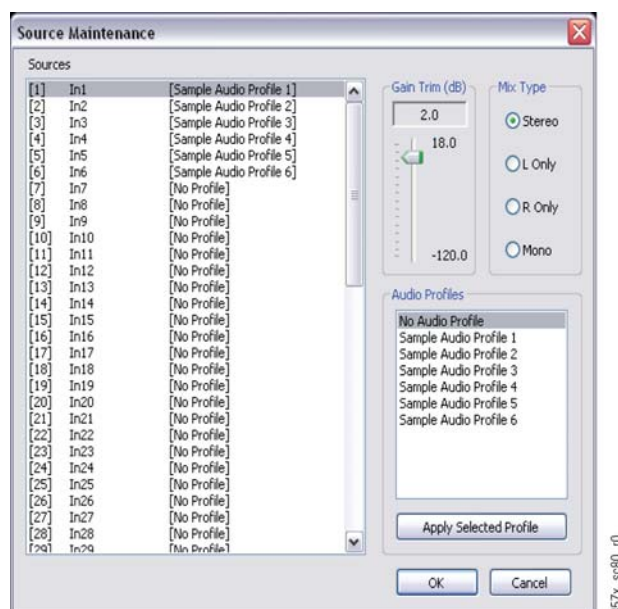 Source Maintenance
Sources
[1] In1 [Sample Audio Profile 1]
[2] In2 [Sample Audio Profile 2]
[3] In3 [Sample Audio Profile 3]
[4] In4 [Sample Audio Profile 4]
[5] In5 [Sample Audio Profile 5]
[6] In6 [Sample Audio Profile 6]
[7] In7 [No Profile]
[8] In8 [No Profile]
[9] In9 [No Profile]
[10] In10 [No Profile]
[11] In11 [No Profile]
[12] In12 [No Profile]
[13] In13 [No Profile]
[14] In14 [No Profile]
[15] In15 [No Profile]
[16] In16 [No Profile]
[17] In17 [No Profile]
[18] In18 [No Profile]
[19] In19 [No Profile]
[20] In20 [No Profile]
[21] In21 [No Profile]
[22] In22 [No Profile]
[23] In23 [No Profile]
[24] In24 [No Profile]
[25] In25 [No Profile]
[26] In26 [No Profile]
[27] In27 [No Profile]
[28] In28 [No Profile]
[29] In29 [No Profile]
Gain Trim (dB)
2.0
18.0
-120.0
Mix Type
Stereo
L Only
R Only
Mono
Audio Profiles
No Audio Profile
Sample Audio Profile 1
Sample Audio Profile 2
Sample Audio Profile 3
Sample Audio Profile 4
Sample Audio Profile 5
Sample Audio Profile 6
Apply Selected Profile
OK
Cancel